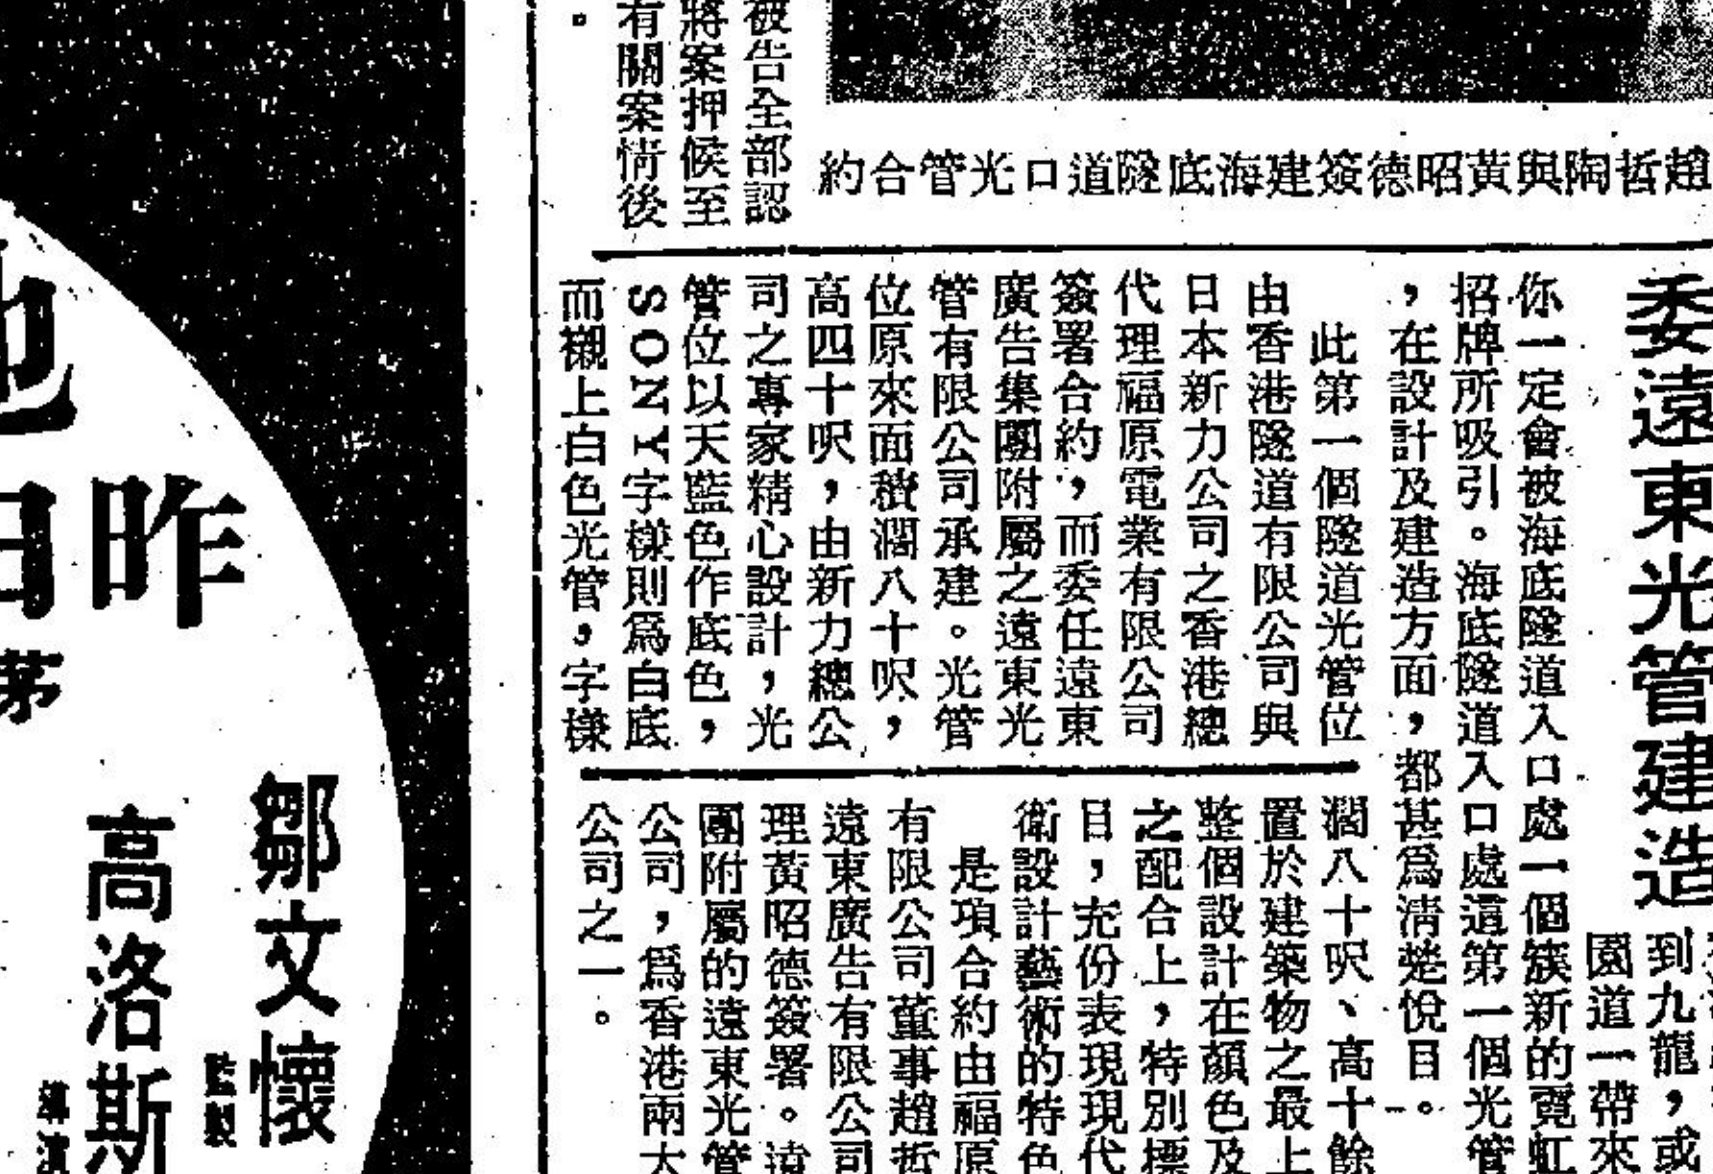 被告全部認
將案押候至
有關案情後
。
趙哲陶與黃昭德簽建海底隧道口光管合約
委遠東光管建造
到九龍，或
園道一帶來
你一定會被海底隧道入口處一個簇新的霓虹
招牌所吸引。海底隧道入口處這第一個光管
，在設計及建造方面，都甚爲清楚悅目。
此第一個隧道光管位
由香港隧道有限公司與
日本新力公司之香港總
代理福原電業有限公司
簽署合約，而委任遠東
廣告集團附屬之遠東光
管有限公司承建。光管
位原來面積濶八十呎，
高四十呎，由新力總公
司之專家精心設計，光
管位以天藍色作底色，
SONY字樣則爲白底
而襯上白色光管，字樣
濶八十呎、高十餘
置於建築物之最上
整個設計在顏色及
之配合上，特別標
目，充份表現現代
衛設計藝術的特色
是項合約由福原
有限公司董事趙哲
遠東廣告有限公司
理黃昭德簽署。遠
團附屬的遠東光管
公司，爲香港兩大
公司之一。
昨
日
鄒文懷
監製
高洛斯
導演
茅